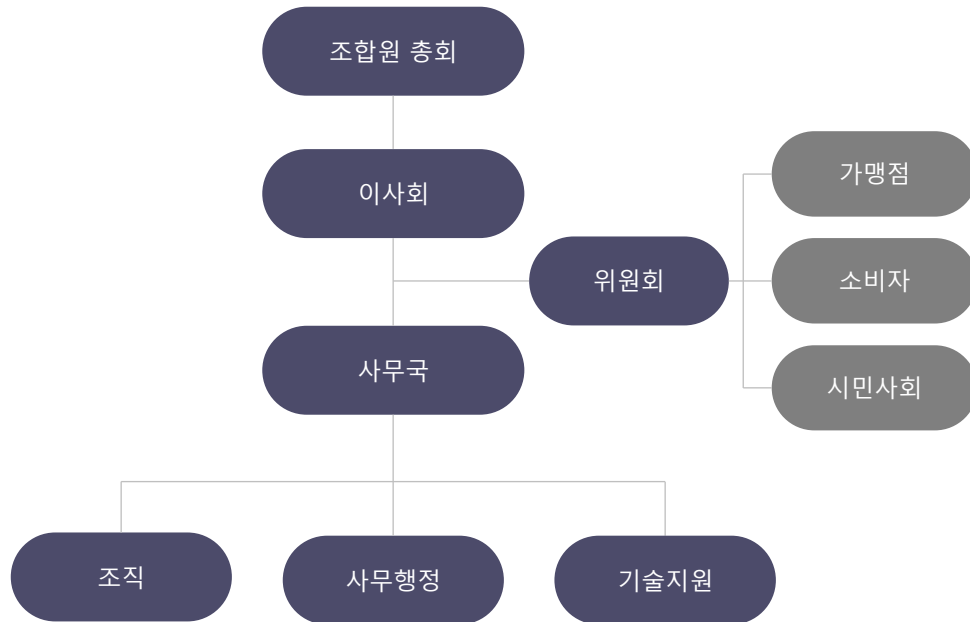 조합원 총회
이사회
가맹점
위원회
소비자
사무국
시민사회
조직
사무행정
기술지원